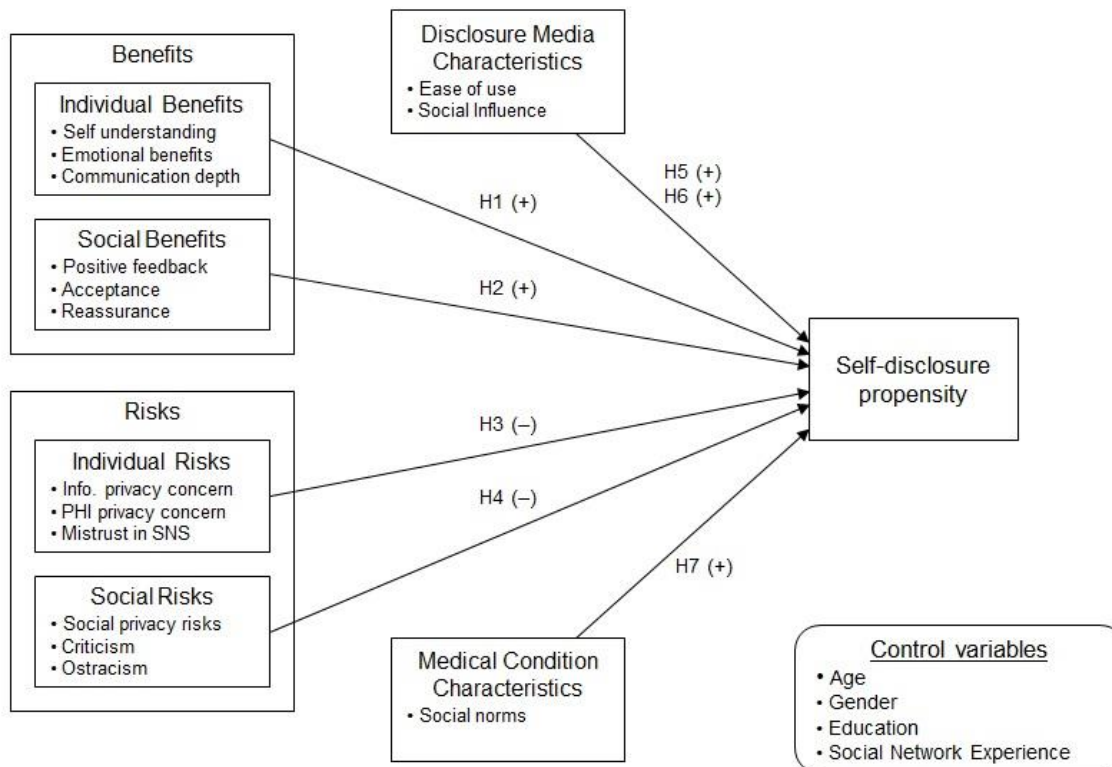 Benefits
Individual Benefits
• Self understanding
• Emotional benefits
• Communication depth
Social Benefits
• Positive feedback
• Acceptance
• Reassurance
Risks
Individual Risks
• Info. privacy concern
• PHI privacy concern
• Mistrust in SNS
Social Risks
• Social privacy risks
• Criticism
• Ostracism
Disclosure Media
Characteristics
• Ease of use
• Social Influence
H5 (+)
H6 (+)
H1 (+)
H2 (+)
H3 (–)
H4 (–)
H7 (+)
Medical Condition
Characteristics
• Social norms
Self-disclosure
propensity
Control variables
• Age
• Gender
• Education
• Social Network Experience